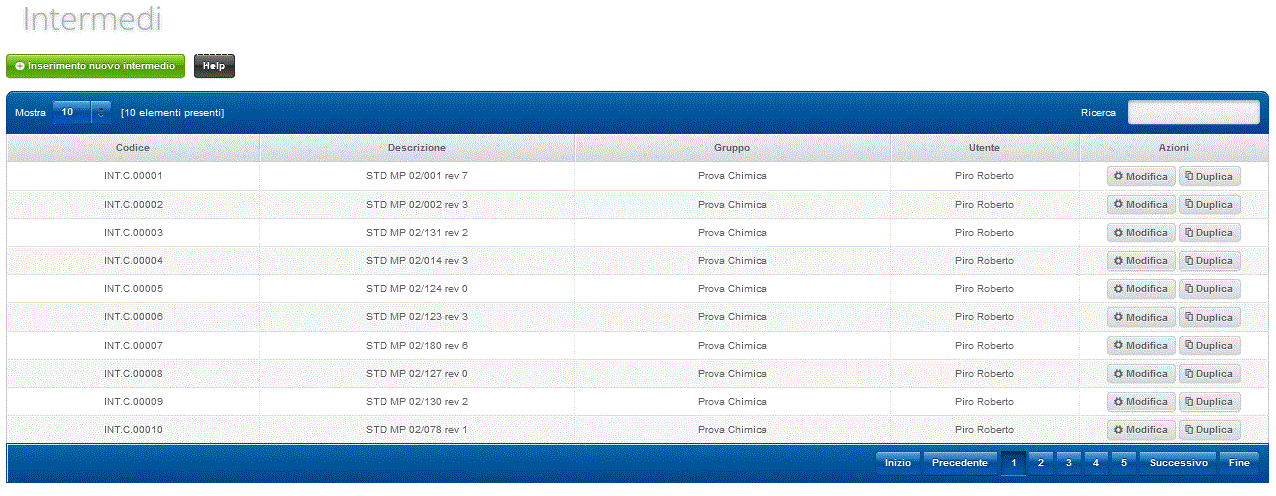 Intermedi
Inserimento nuovo intermedio Help
Mostra 10 [10 elementi presenti] Ricerca
Codice Descrizione Gruppo Utente Azioni
INT.C.00001 STD MP 02/001 rev 7 Prova Chimica Piro Roberto Modifica Duplica
INT.C.00002 STD MP 02/002 rev 3 Prova Chimica Piro Roberto Modifica Duplica
INT.C.00003 STD MP 02/131 rev 2 Prova Chimica Piro Roberto Modifica Duplica
INT.C.00004 STD MP 02/014 rev 3 Prova Chimica Piro Roberto Modifica Duplica
INT.C.00005 STD MP 02/124 rev 0 Prova Chimica Piro Roberto Modifica Duplica
INT.C.00006 STD MP 02/123 rev 3 Prova Chimica Piro Roberto Modifica Duplica
INT.C.00007 STD MP 02/180 rev 6 Prova Chimica Piro Roberto Modifica Duplica
INT.C.00008 STD MP 02/127 rev 0 Prova Chimica Piro Roberto Modifica Duplica
INT.C.00009 STD MP 02/130 rev 2 Prova Chimica Piro Roberto Modifica Duplica
INT.C.00010 STD MP 02/078 rev 1 Prova Chimica Piro Roberto Modifica Duplica
Inizio Precedente 1 2 3 4 5 Successivo Fine